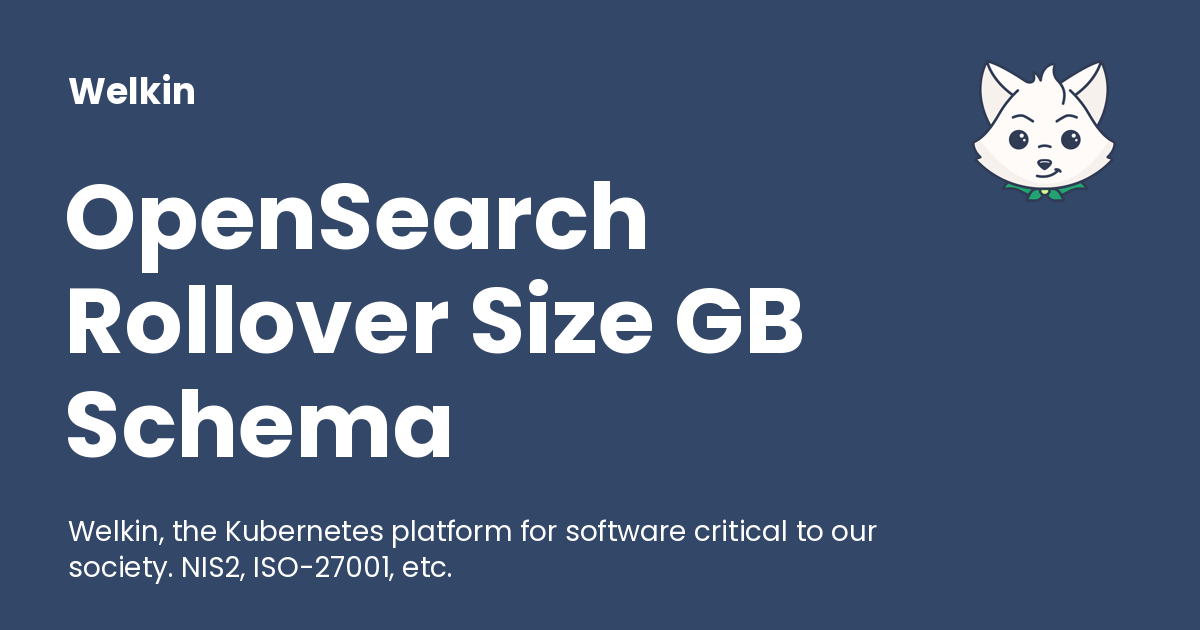 Welkin
OpenSearch
Rollover Size GB
Schema
Welkin, the Kubernetes platform for software critical to our
society. NIS2, ISO-27001, etc.